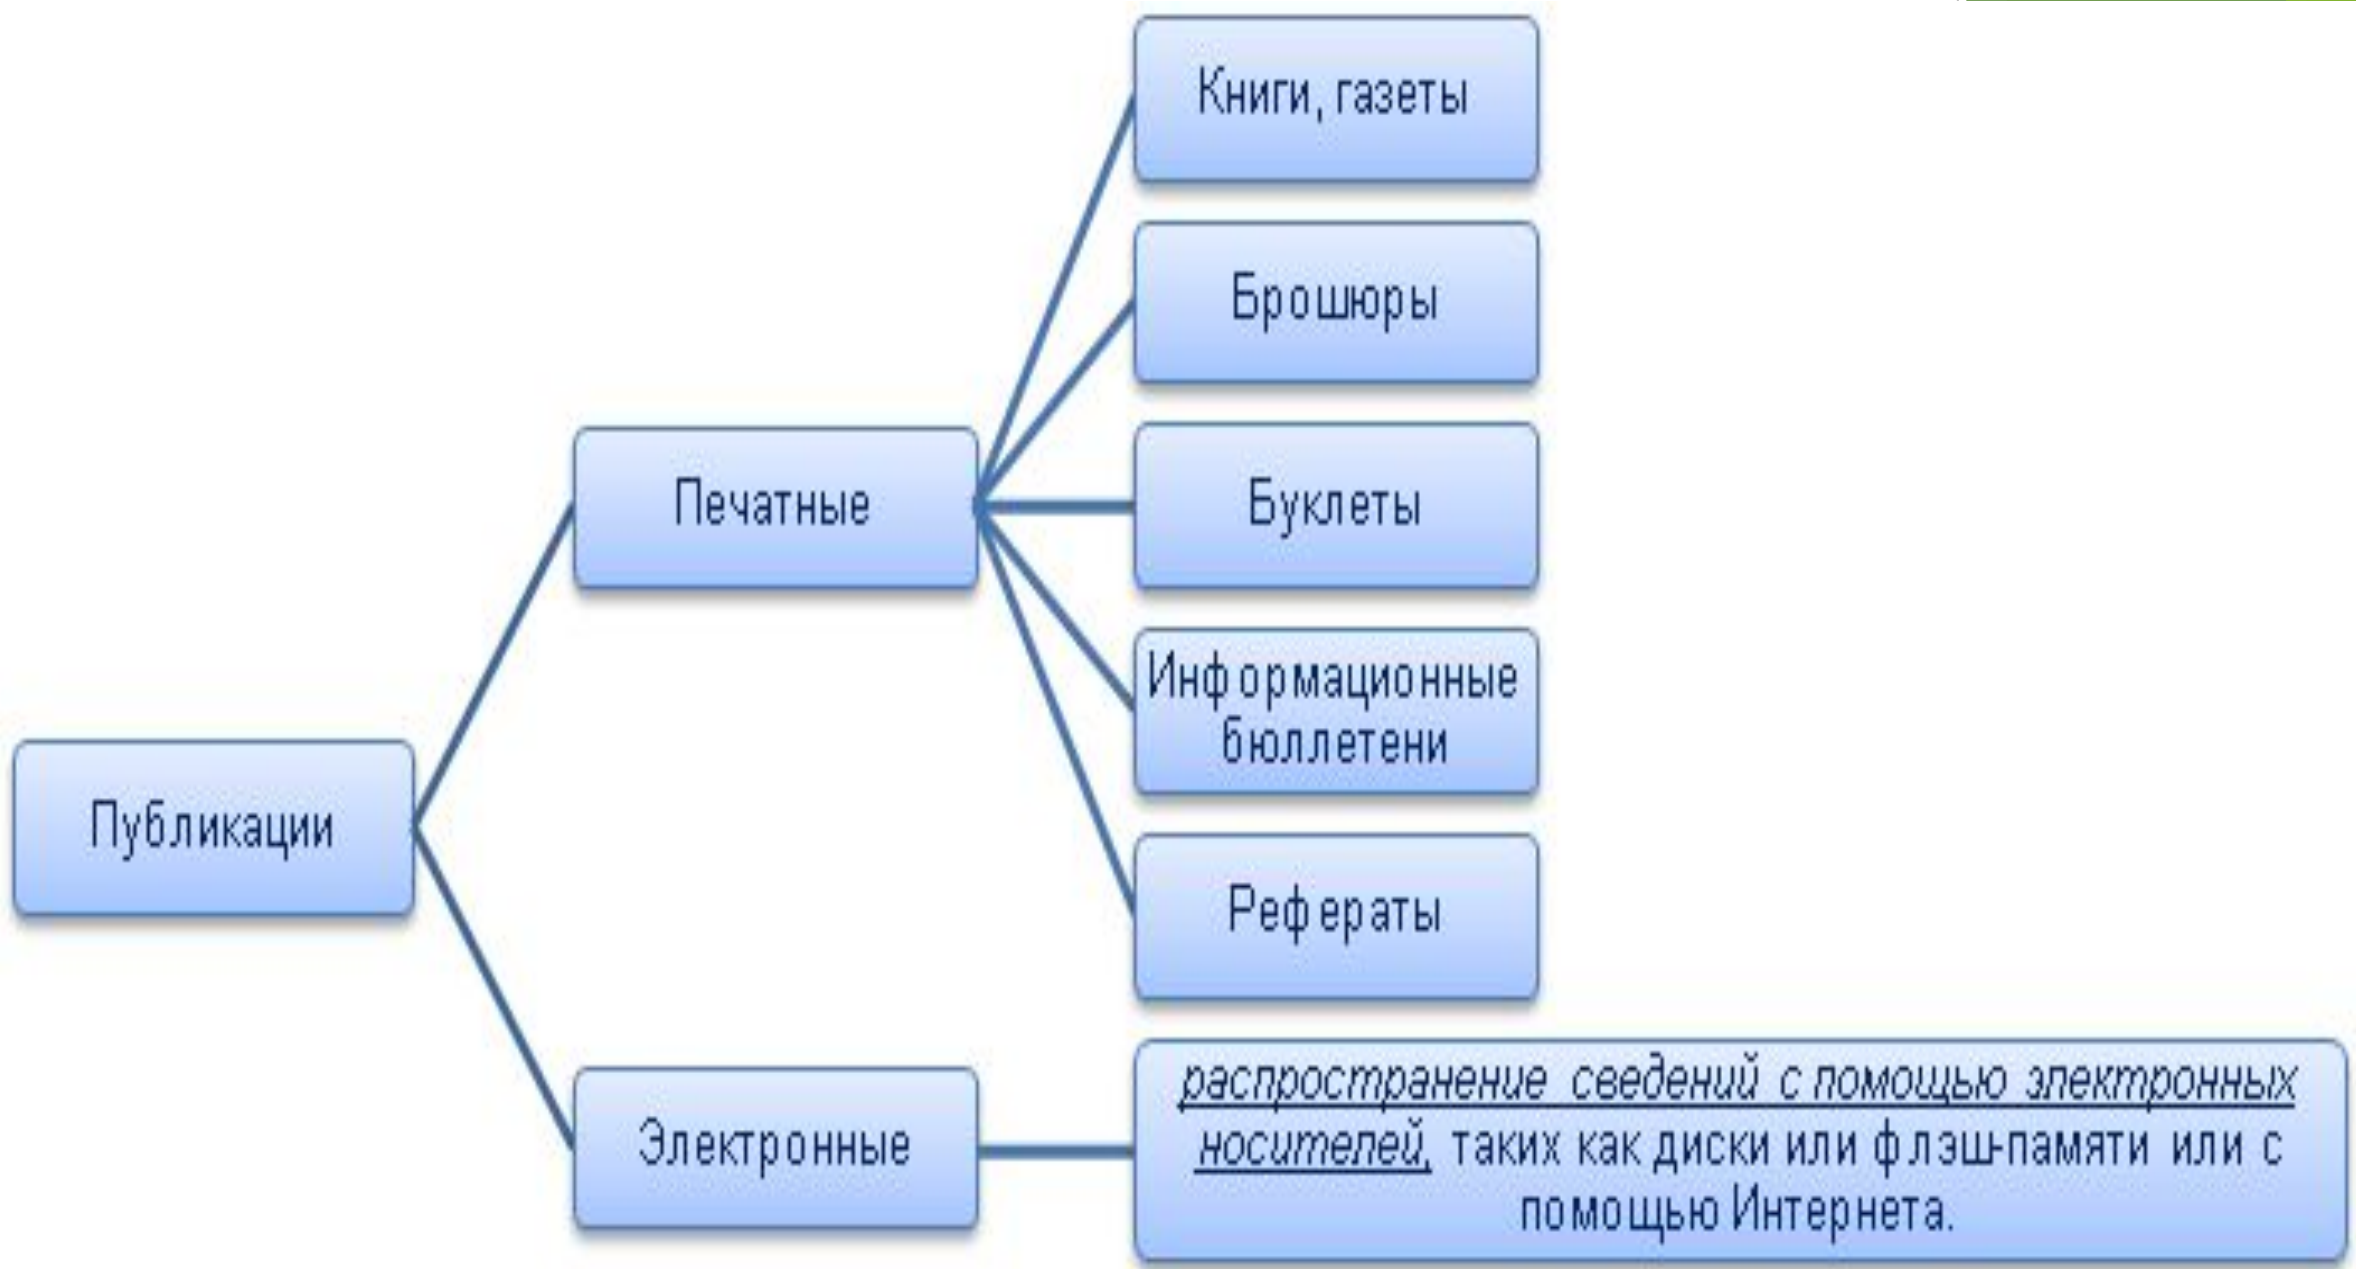 Книги, газеты
Брошюры
Печатные
Буклеты
Информационные
бюллетени
Публикации
Рефераты
Электронные
распространение сведений с помощью электронных
носителей, таких как диски или флэш-памяти или с
помощью Интернета.